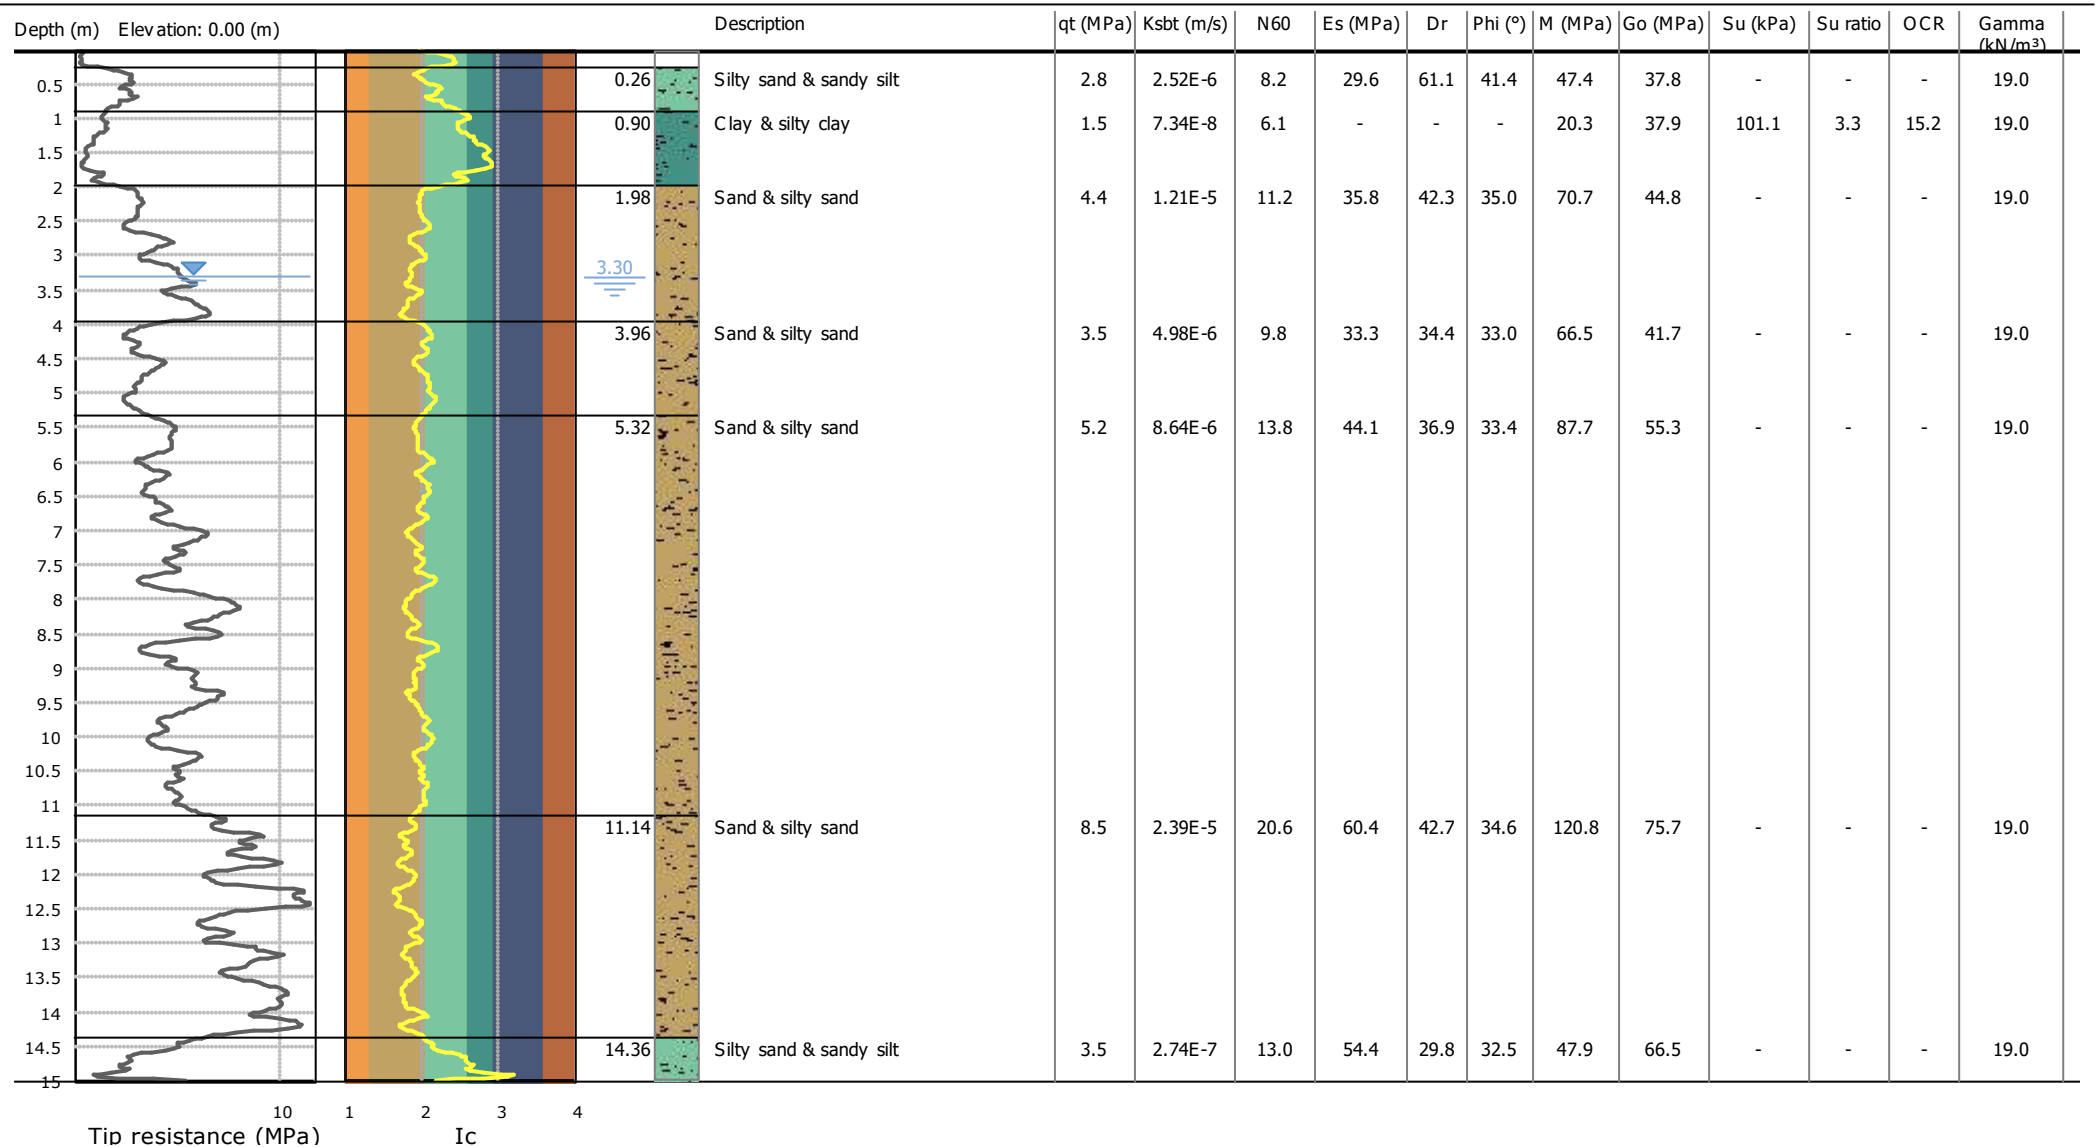 Depth (m) Elevation: 0.00 (m) Description qt (MPa) Ksbt (m/s) N60 Es (MPa) Dr Phi (°) M (MPa) Go (MPa) Su (kPa) Su ratio OCR Gamma (kN/m³)
0.26 Silty sand & sandy silt 2.8 2.52E-6 8.2 29.6 61.1 41.4 47.4 37.8 - - - 19.0
0.5
1 0.90 Clay & silty clay 1.5 7.34E-8 6.1 - - - 20.3 37.9 101.1 3.3 15.2 19.0
1.5
2 1.98 Sand & silty sand 4.4 1.21E-5 11.2 35.8 42.3 35.0 70.7 44.8 - - - 19.0
2.5
3
3.30
3.5
4 3.96 Sand & silty sand 3.5 4.98E-6 9.8 33.3 34.4 33.0 66.5 41.7 - - - 19.0
4.5
5
5.5 5.32 Sand & silty sand 5.2 8.64E-6 13.8 44.1 36.9 33.4 87.7 55.3 - - - 19.0
6
6.5
7
7.5
8
8.5
9
9.5
10
10.5
11
11.14 Sand & silty sand 8.5 2.39E-5 20.6 60.4 42.7 34.6 120.8 75.7 - - - 19.0
11.5
12
12.5
13
13.5
14
14.5 14.36 Silty sand & sandy silt 3.5 2.74E-7 13.0 54.4 29.8 32.5 47.9 66.5 - - - 19.0
15
10 1 2 3 4
Tip resistance (MPa) Ic